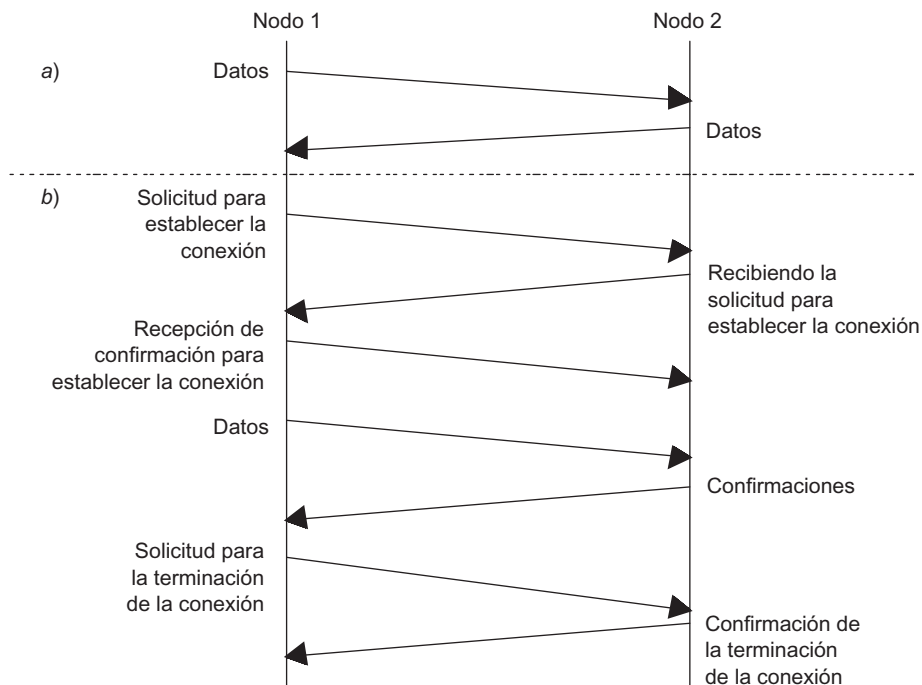 Nodo 1
Nodo 2
a)
Datos
Datos
b)
Solicitud para
establecer la
conexión
Recibiendo la
solicitud para
establecer la conexión
Recepción de
confirmación para
establecer la conexión
Datos
Confirmaciones
Solicitud para
la terminación
de la conexión
Confirmación de
la terminación
de la conexión